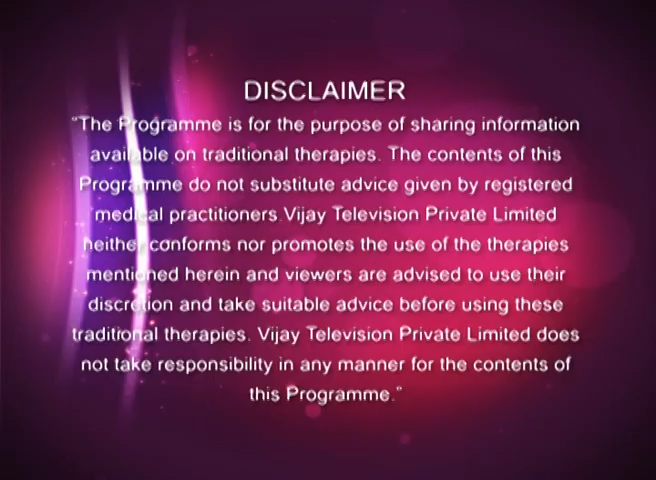 DISCLAIMER
“The Programme is for the purpose of sharing information
available on traditional therapies. The contents of this
Programme do not substitute advice given by registered
medical practitioners.Vijay Television Private Limited
neither conforms nor promotes the use of the therapies
mentioned herein and viewers are advised to use their
discretion and take suitable advice before using these
traditional therapies. Vijay Television Private Limited does
not take responsibility in any manner for the contents of
this Programme.”